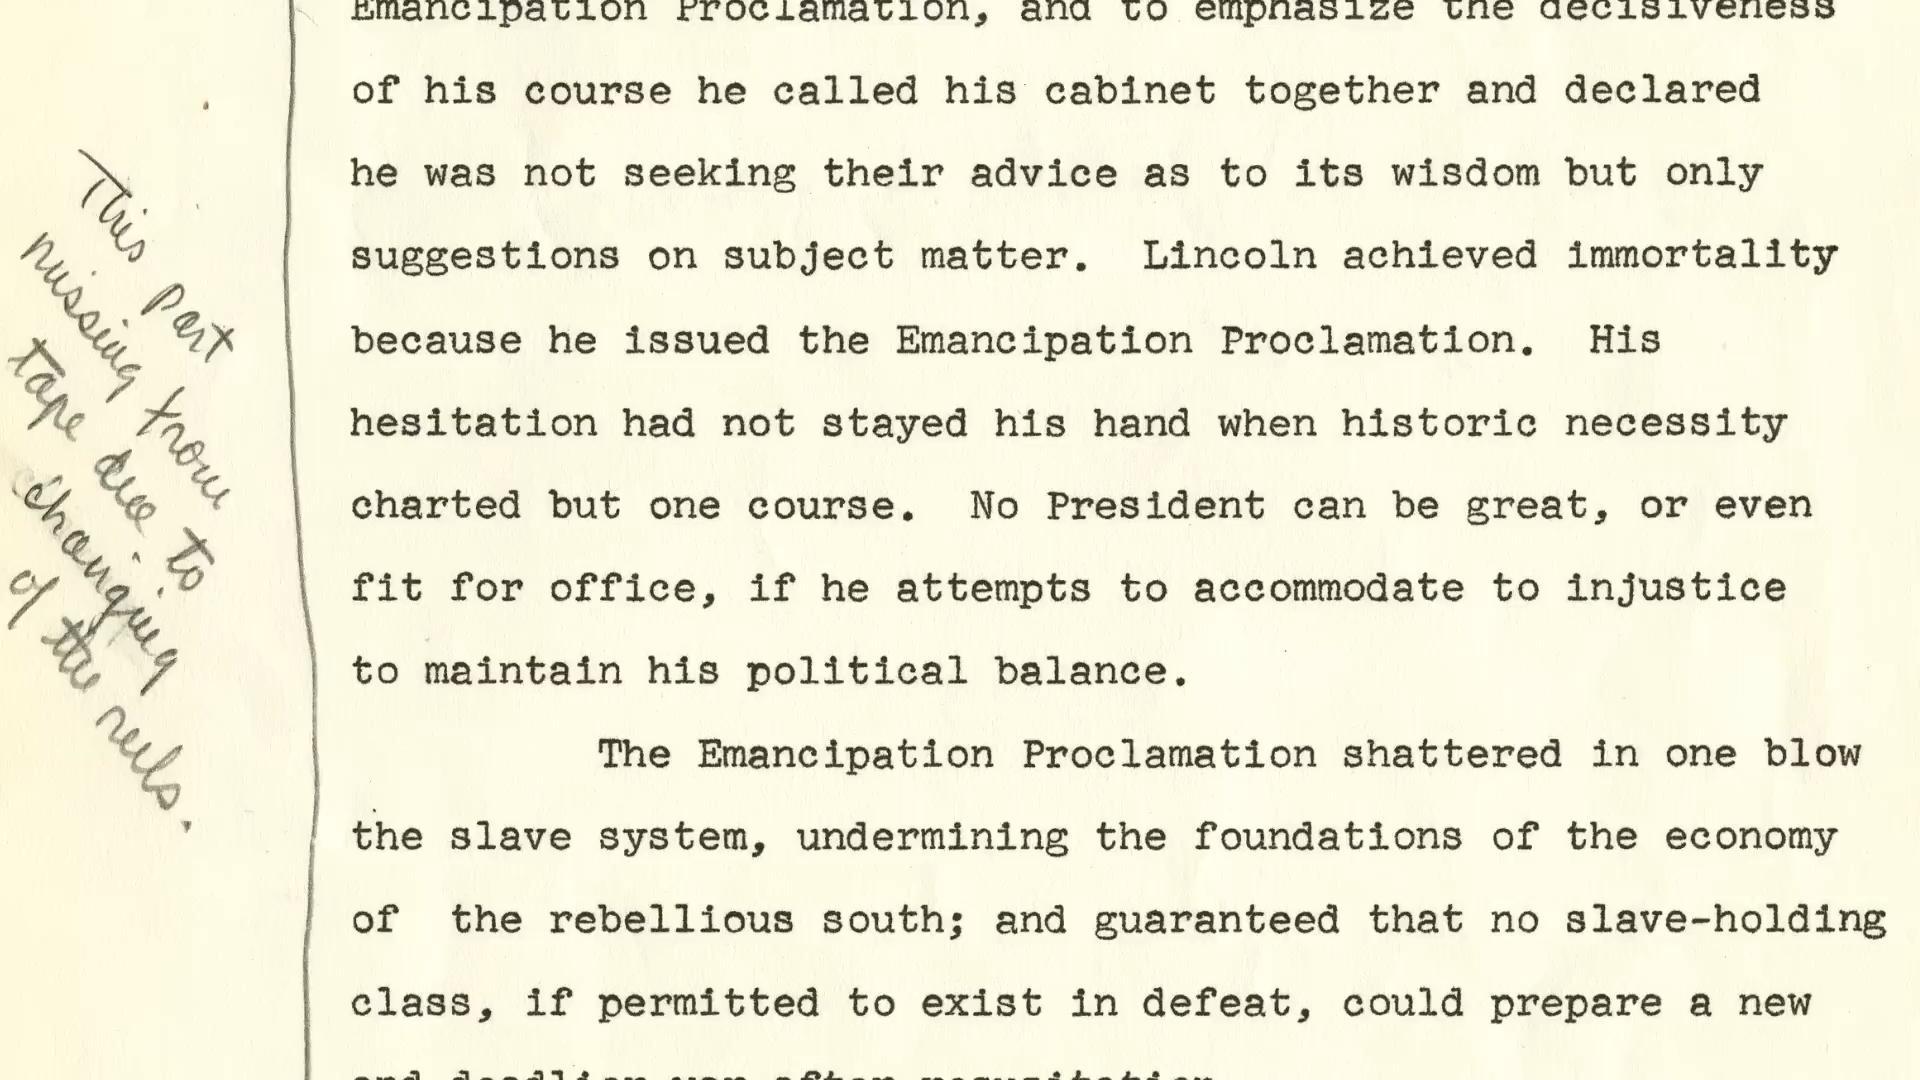 Emancipation Proclamation, and to emphasize the decisiveness
of his course he called his cabinet together and declared
he was not seeking their advice as to its wisdom but only
suggestions on subject matter.  Lincoln achieved immortality
because he issued the Emancipation Proclamation.  His
hesitation had not stayed his hand when historic necessity
charted but one course.  No President can be great, or even
fit for office, if he attempts to accommodate to injustice
to maintain his political balance.
The Emancipation Proclamation shattered in one blow
the slave system, undermining the foundations of the economy
of  the rebellious south; and guaranteed that no slave-holding
class, if permitted to exist in defeat, could prepare a new
and deadlier war after resuscitation.
This part
missing from
tape due to
changing
of the reels.